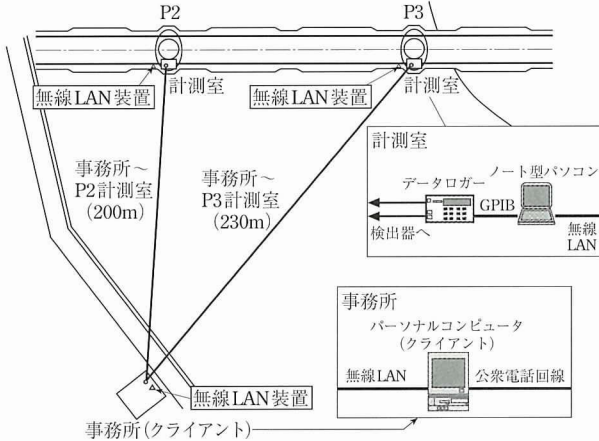 P2
P3
無線LAN装置
計測室
無線LAN装置
計測室
事務所～
P2計測室
(200m)
事務所～
P3計測室
(230m)
計測室
データロガー
ノート型パソコン
GPIB
検出器へ
無線
LAN
事務所
パーソナルコンピュータ
(クライアント)
無線LAN
公衆電話回線
無線LAN装置
事務所(クライアント)